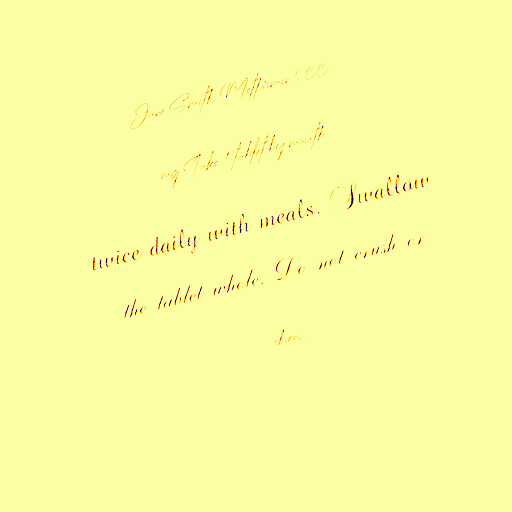 Jane Smith Metformin 500
mg Take 1 tablet by mouth
twice daily with meals. Swallow
the tablet whole. Do not crush or